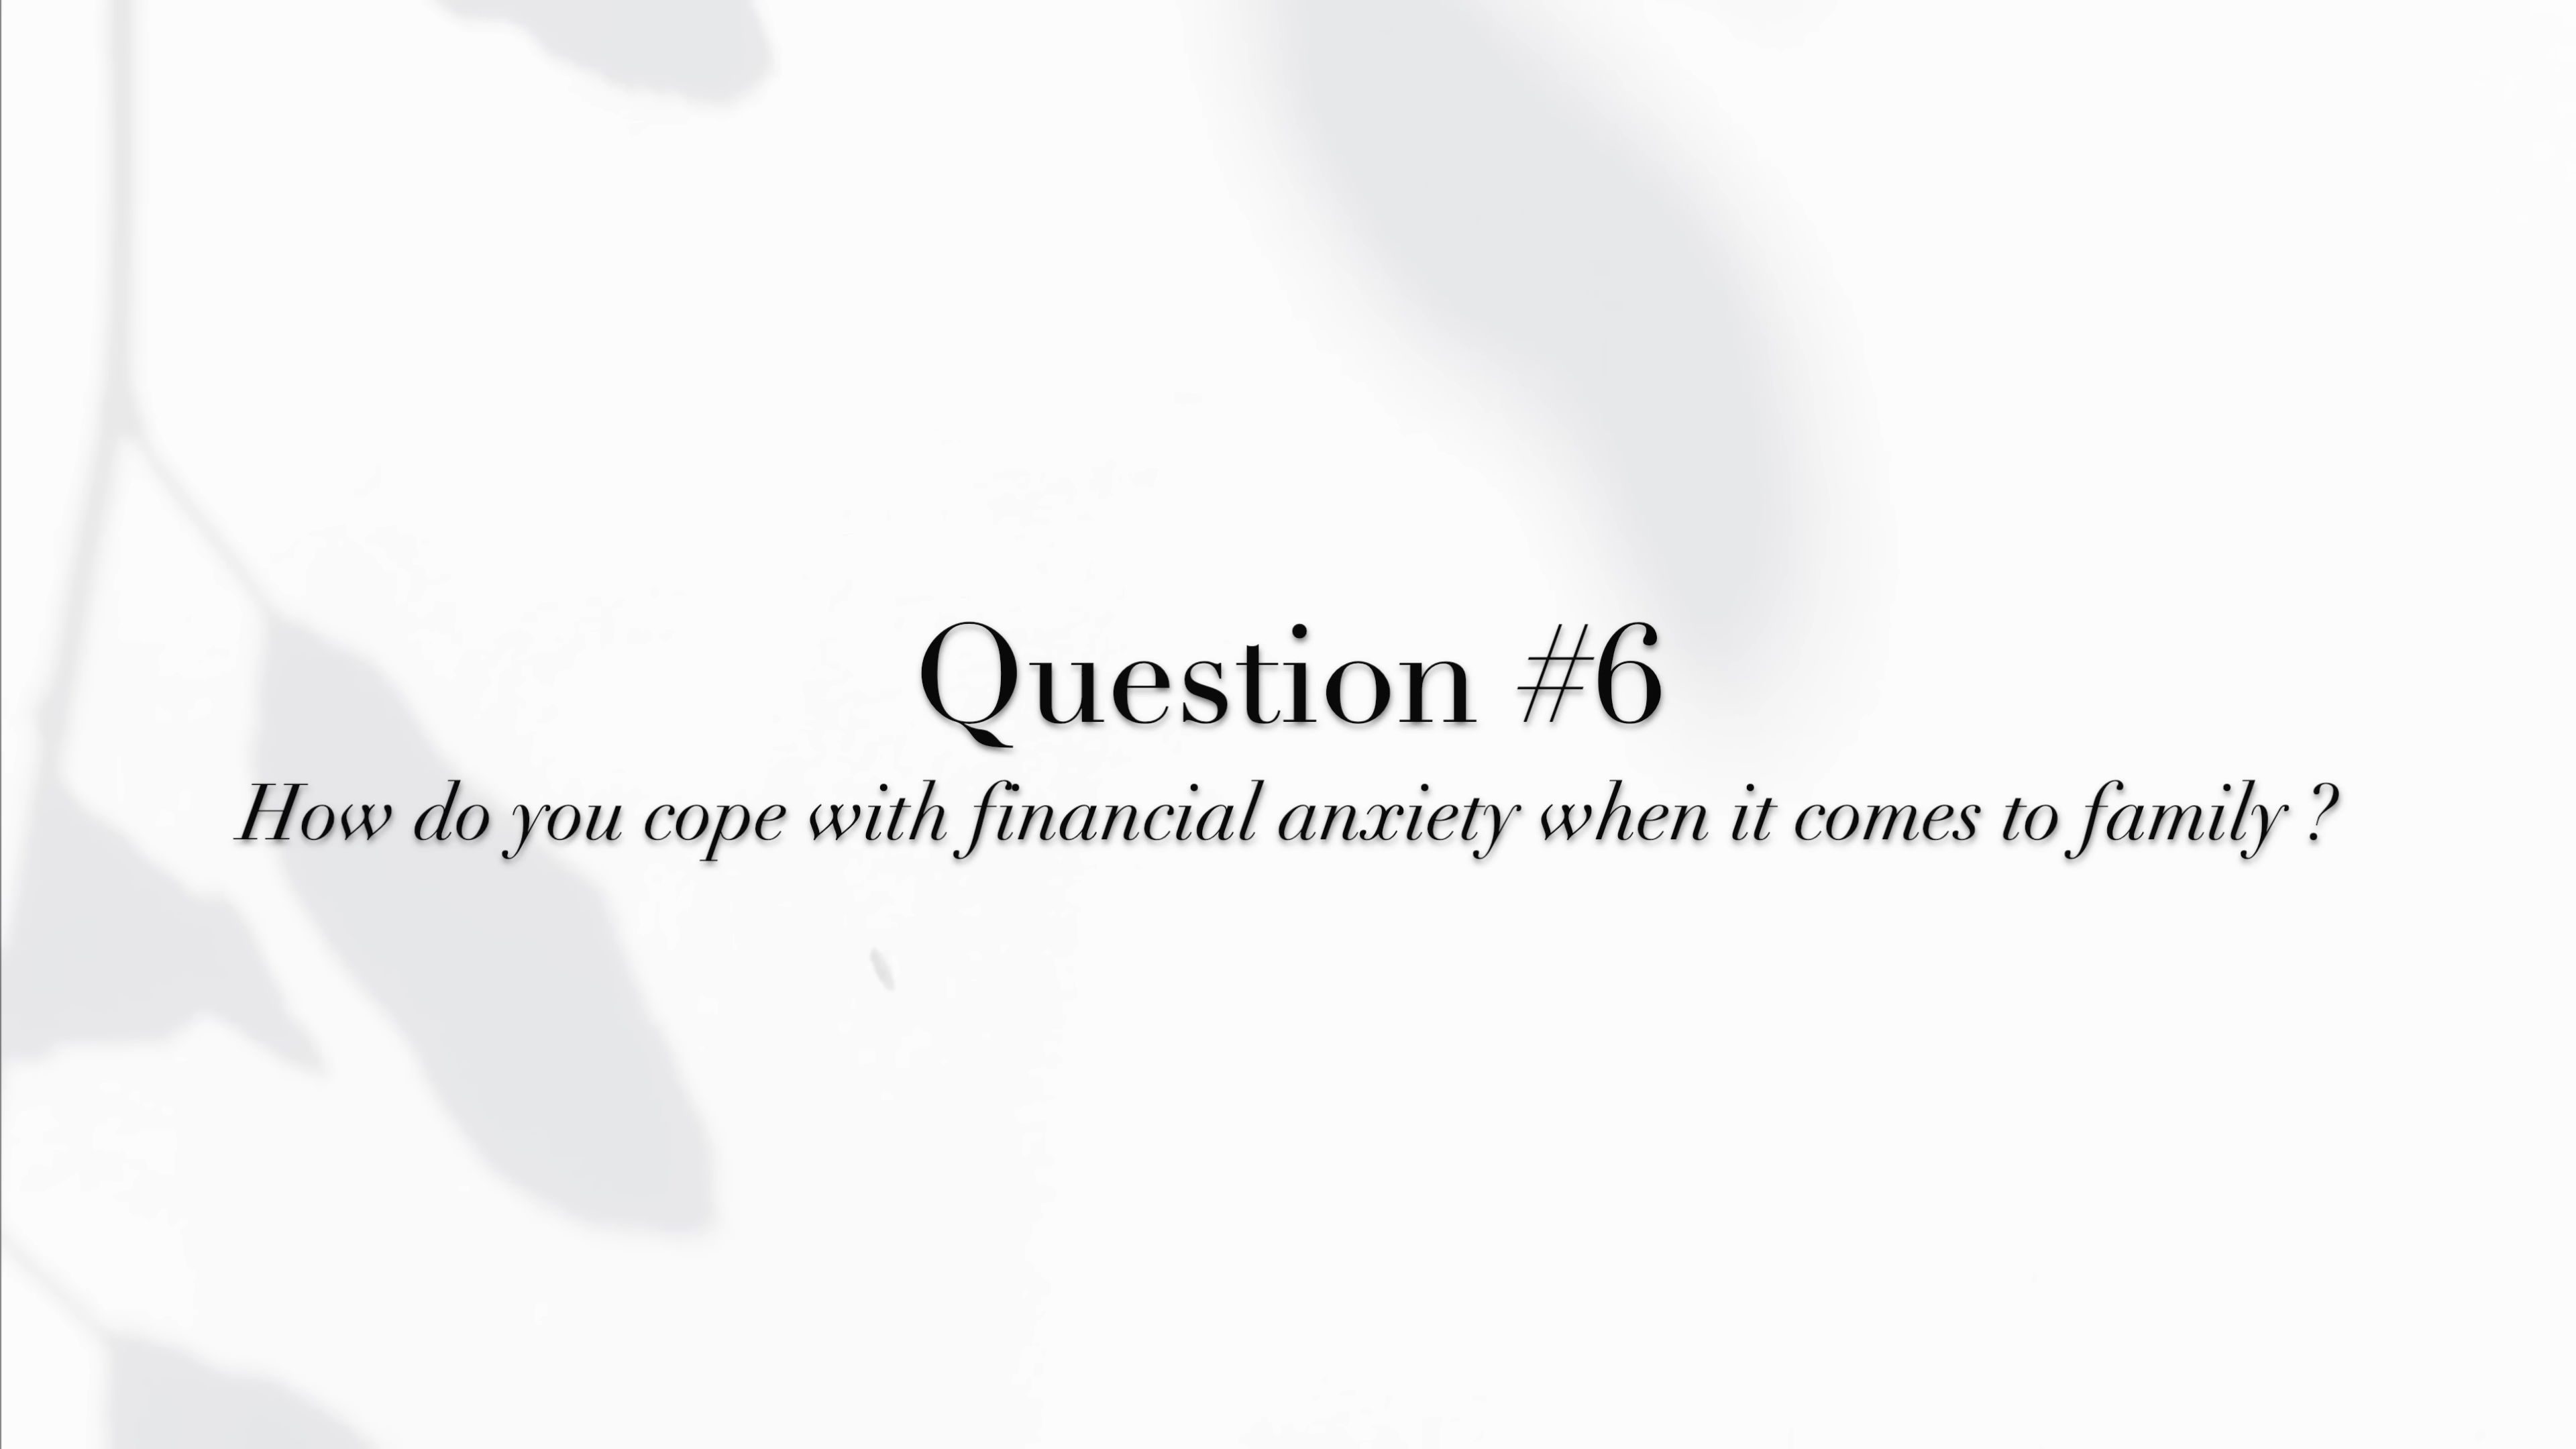 Question #6
How do you cope with financial anxiety when it comes to family ?